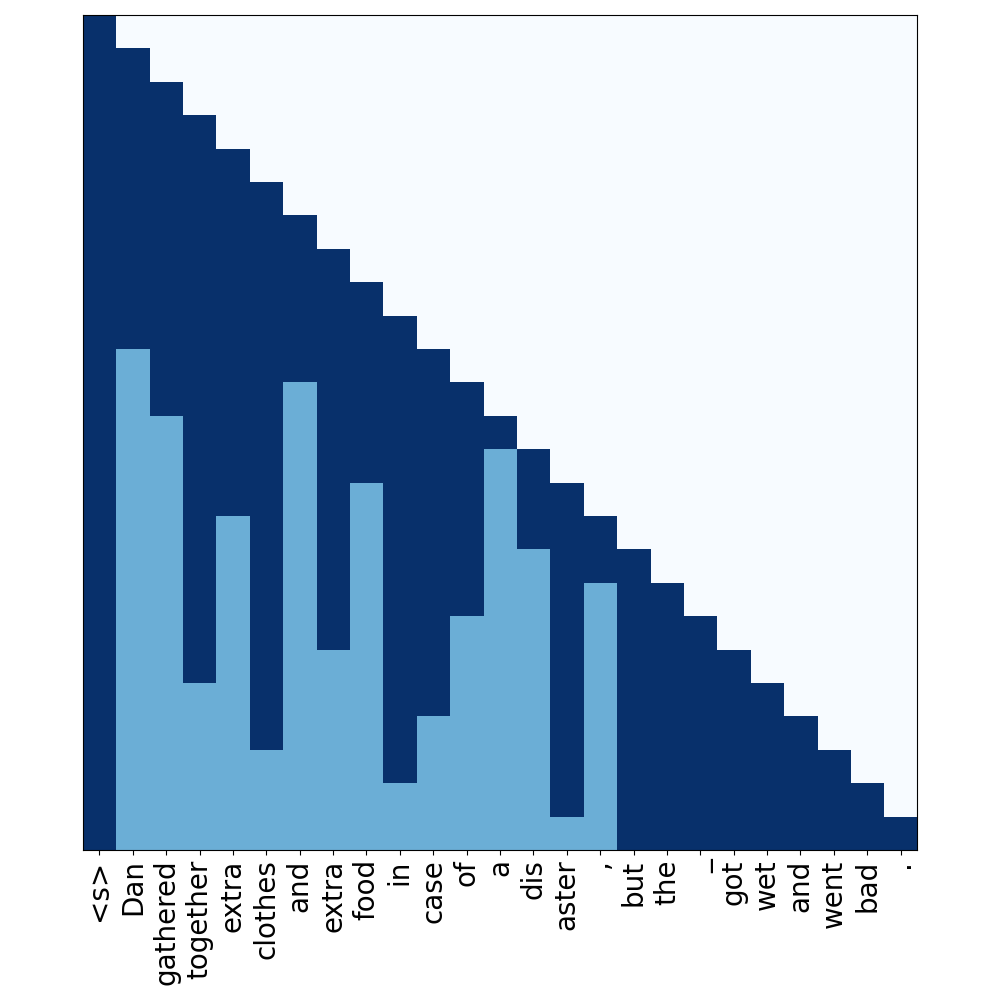 <s> Dan gathered together extra clothes and extra food in case of a dis aster , but the _ got wet and went bad .